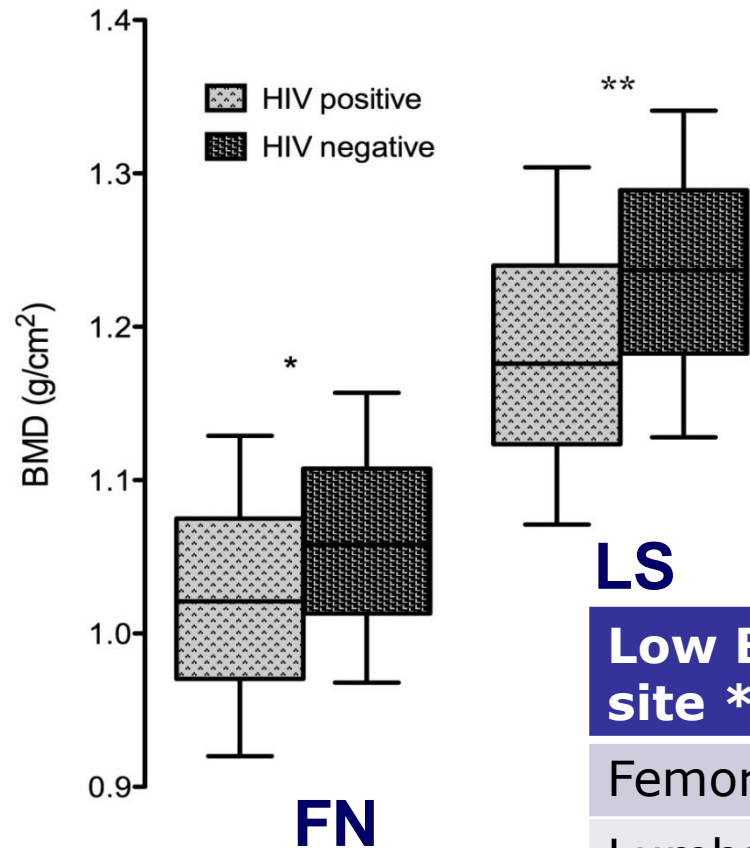 1.4
HIV positive
HIV negative
**
1.3
1.2
*
BMD (g/cm²)
1.1
1.0
0.9
LS
FN
Low
site *